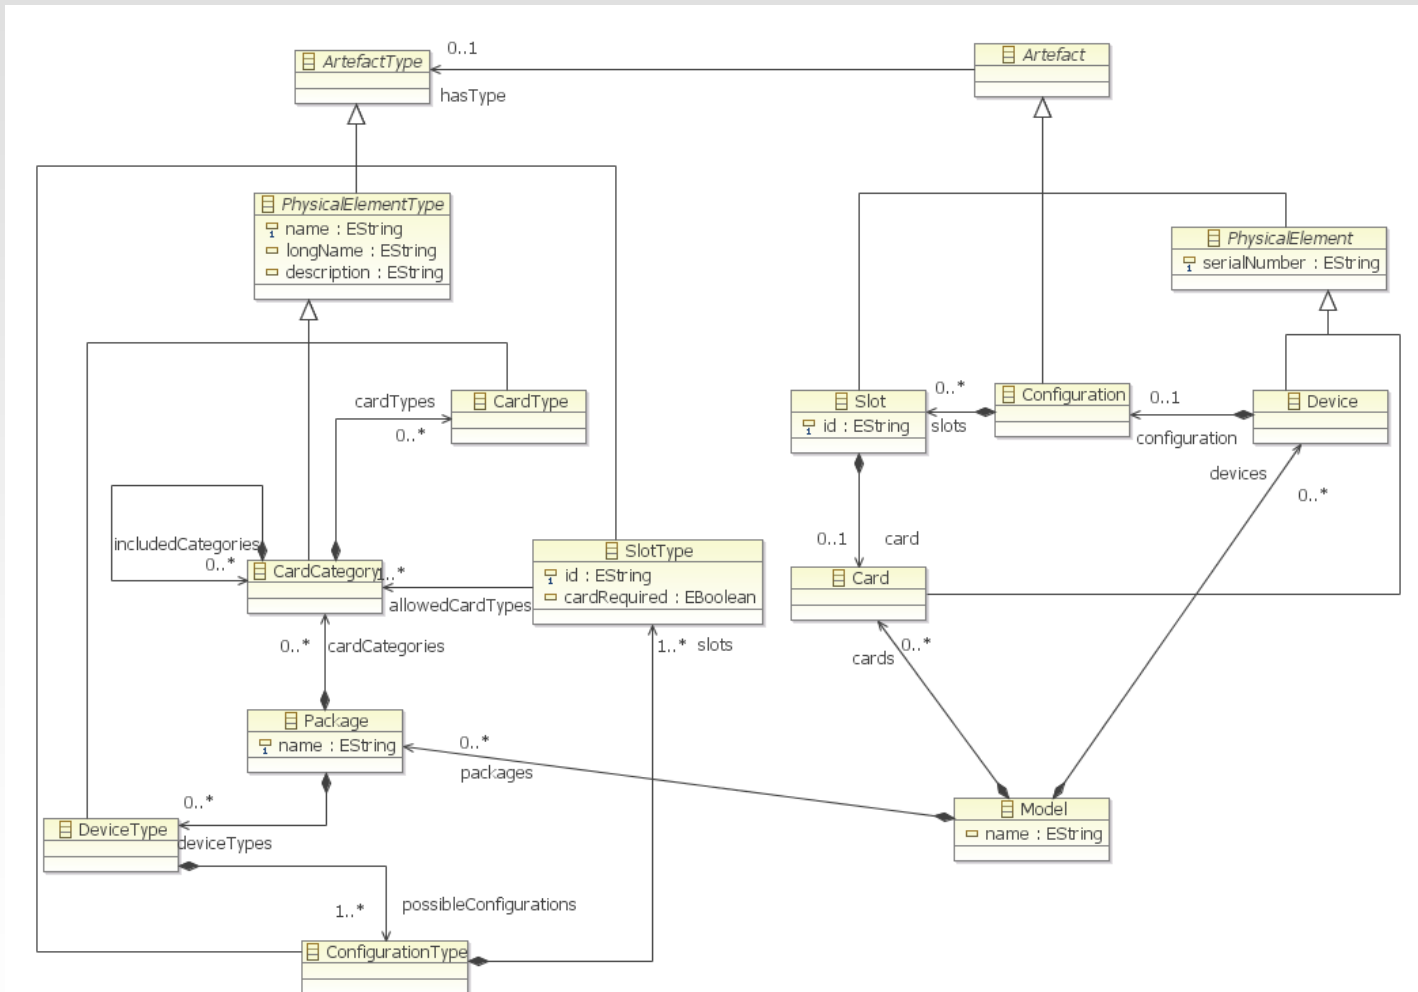 0..1
ArtefactType
Artefact
hasType
PhysicalElementType
name : EString
longName : EString
description : EString
PhysicalElement
serialNumber : EString
cardTypes
CardType
0..*
Slot
id : EString
0..*
slots
Configuration
0..1
configuration
Device
devices
0..*
includedCategories
0..*
CardCategory
1..*
allowedCardTypes
SlotType
id : EString
cardRequired : EBoolean
0..1
card
Card
0..*
cardCategories
1..*
slots
0..*
cards
Package
name : EString
0..*
packages
Model
name : EString
0..*
DeviceType
deviceTypes
possibleConfigurations
1..*
ConfigurationType